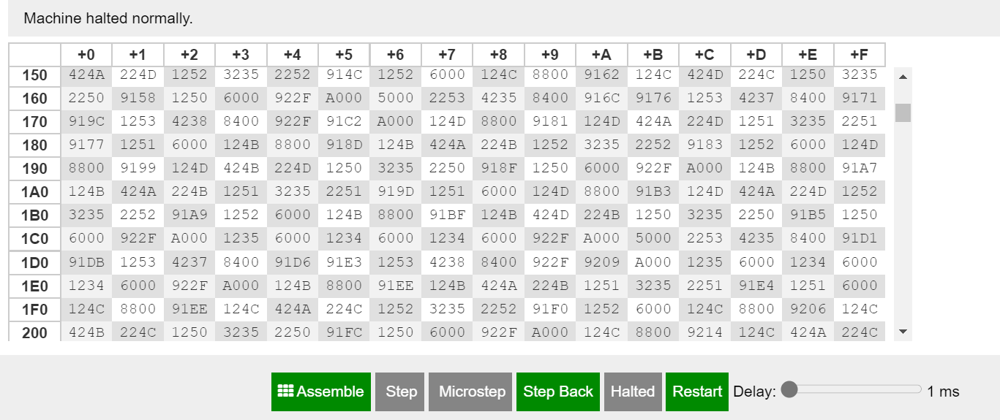 Machine halted normally.
+0 +1 +2 +3 +4 +5 +6 +7 +8 +9 +A +B +C +D +E +F
150 424A 224D 1252 3235 2252 914C 1252 6000 124C 8800 9162 124C 424D 224C 1250 3235
160 2250 9158 1250 6000 922F A000 5000 2253 4235 8400 916C 9176 1253 4237 8400 9171
170 919C 1253 4238 8400 922F 91C2 A000 124D 8800 9181 124D 424A 224D 1251 3235 2251
180 9177 1251 6000 124B 8800 918D 124B 424A 224B 1252 3235 2252 9183 1252 6000 124D
190 8800 9199 124D 424B 224D 1250 3235 2250 918F 1250 6000 922F A000 124B 8800 91A7
1A0 124B 424A 224B 1251 3235 2251 919D 1251 6000 124D 8800 91B3 124D 424A 224D 1252
1B0 3235 2252 91A9 1252 6000 124B 8800 91BF 124B 424D 224B 1250 3235 2250 91B5 1250
1C0 6000 922F A000 1235 6000 1234 6000 1234 6000 922F A000 5000 2253 4235 8400 91D1
1D0 91DB 1253 4237 8400 91D6 91E3 1253 4238 8400 922F 9209 A000 1235 6000 1234 6000
1E0 1234 6000 922F A000 124B 8800 91EE 124B 424A 224B 1251 3235 2251 91E4 1251 6000
1F0 124C 8800 91EE 124C 424A 224C 1252 3235 2252 91F0 1252 6000 124C 8800 9206 124C
200 424B 224C 1250 3235 2250 91FC 1250 6000 922F A000 124C 8800 9214 124C 424A 224C
Assemble Step Microstep Step Back Halted Restart Delay: 1 ms